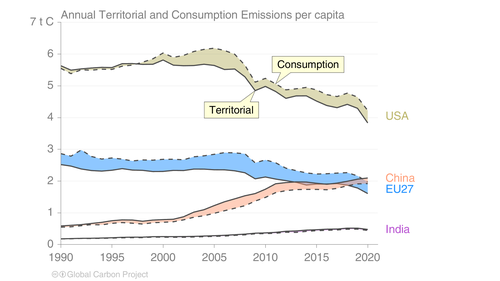 Annual Territorial and Consumption Emissions per capita
7 t C
6
5
4
3
2
1
0
Consumption
Territorial
USA
China
EU27
India
1990 1995 2000 2005 2010 2015 2020
Global Carbon Project